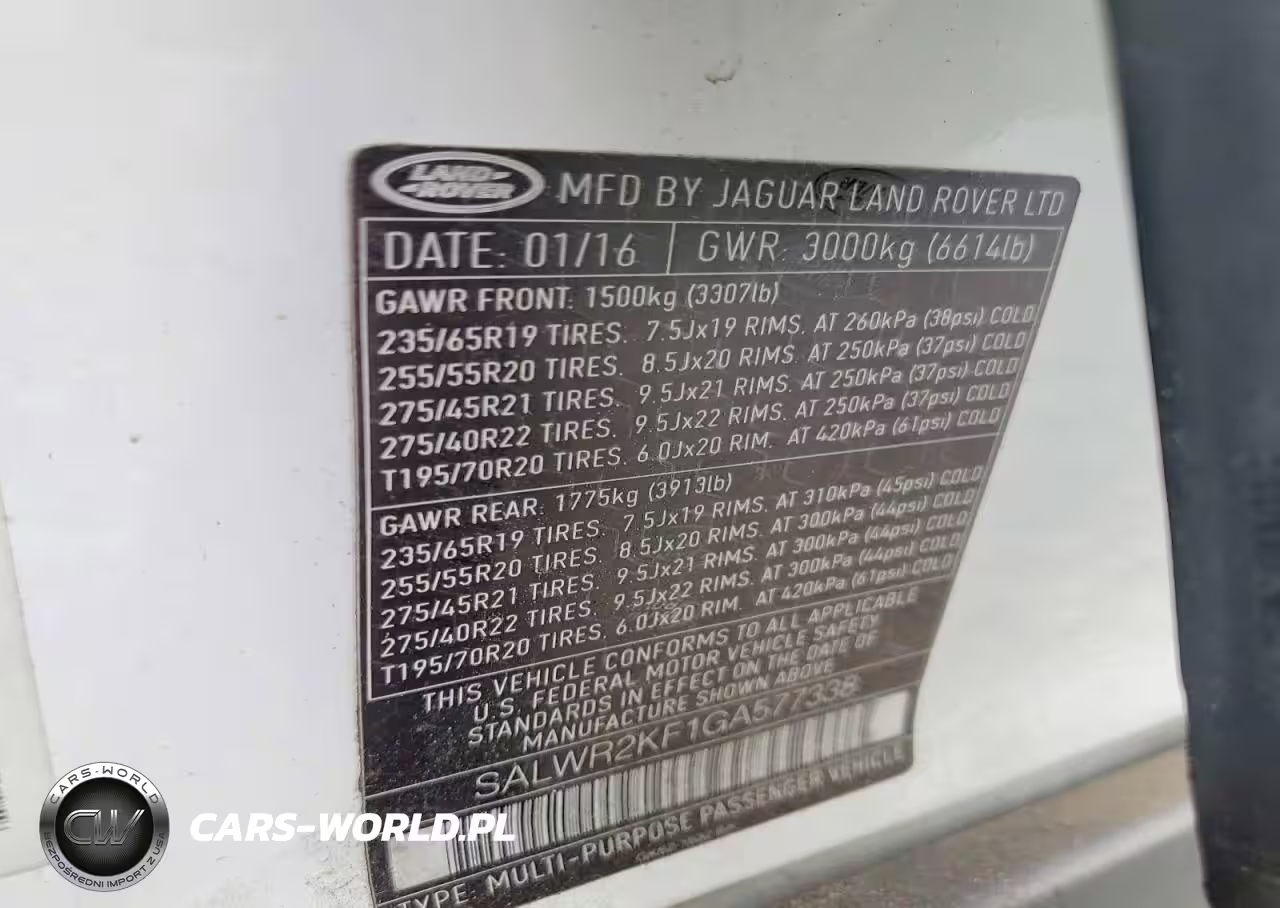 LAND ROVER
MFD BY JAGUAR LAND ROVER LTD
DATE: 01/16 GWR: 3000kg (6614lb)
GAWR FRONT: 1500kg (3307lb)
235/65R19 TIRES. 7.5Jx19 RIMS. AT 260kPa (38psi) COLD
255/55R20 TIRES. 8.5Jx20 RIMS. AT 250kPa (37psi) COLD
275/45R21 TIRES. 9.5Jx21 RIMS. AT 250kPa (37psi) COLD
275/40R22 TIRES. 9.5Jx22 RIMS. AT 250kPa (37psi) COLD
T195/70R20 TIRES. 6.0Jx20 RIM. AT 420kPa (61psi) COLD
GAWR REAR: 1775kg (3913lb)
235/65R19 TIRES. 7.5Jx19 RIMS. AT 310kPa (45psi) COLD
255/55R20 TIRES. 8.5Jx20 RIMS. AT 300kPa (44psi) COLD
275/45R21 TIRES. 9.5Jx21 RIMS. AT 300kPa (44psi) COLD
275/40R22 TIRES. 9.5Jx22 RIMS. AT 300kPa (44psi) COLD
T195/70R20 TIRES. 6.0Jx20 RIM. AT 420kPa (61psi) COLD
THIS VEHICLE CONFORMS TO ALL APPLICABLE
U.S. FEDERAL MOTOR VEHICLE SAFETY
STANDARDS IN EFFECT ON THE DATE OF
MANUFACTURE SHOWN ABOVE
SALWR2KF1GA577338
TYPE: MULTI-PURPOSE PASSENGER VEHICLE
CARS-WORLD
CW
BEZPOŚREDNI IMPORT Z USA
CARS-WORLD.PL